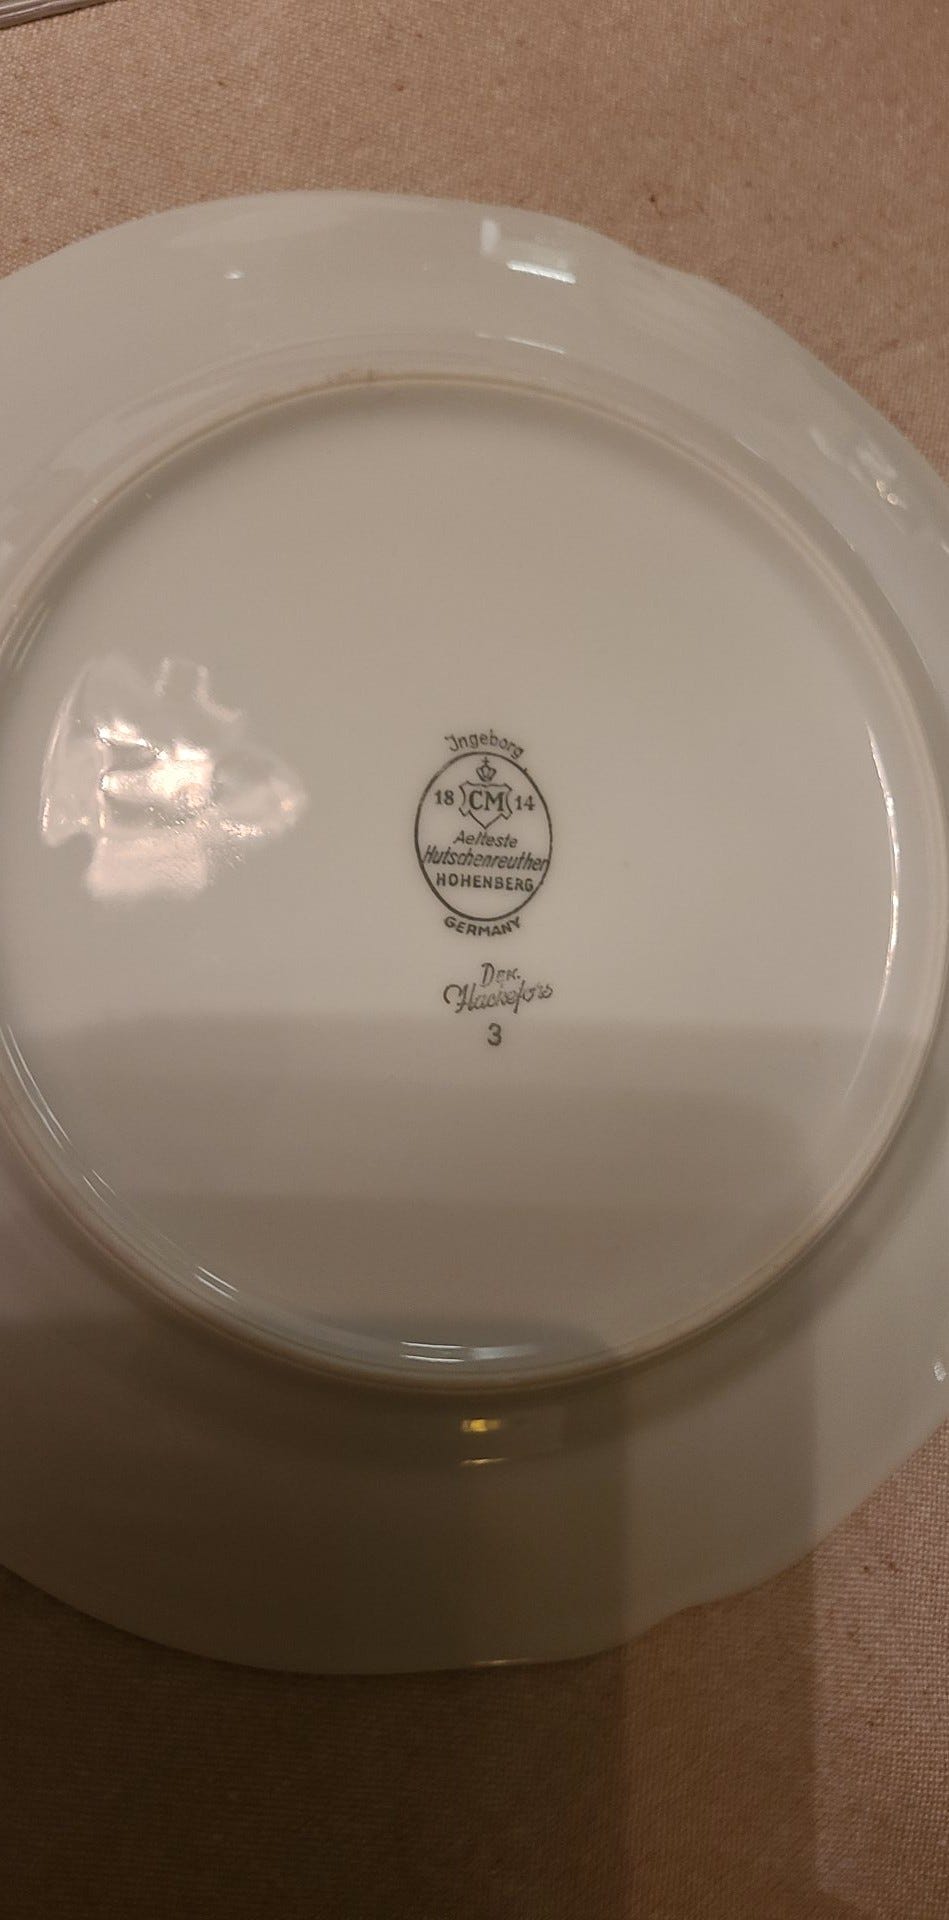 Ingeborg
18 CM 14
Aelteste
Hutschenreuther
HOHENBERG
GERMANY
Dek.
Hackefors
3